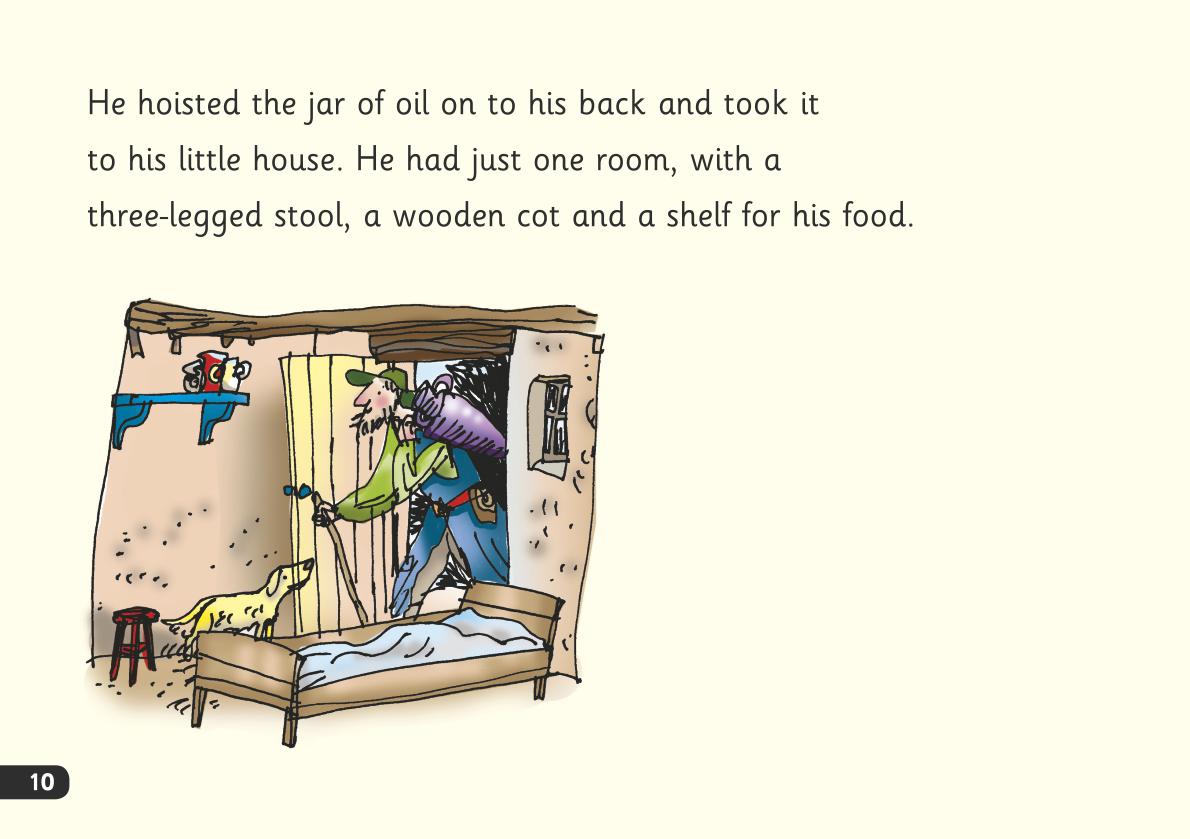 He hoisted the jar of oil on to his back and took it
to his little house. He had just one room, with a
three-legged stool, a wooden cot and a shelf for his food.
10